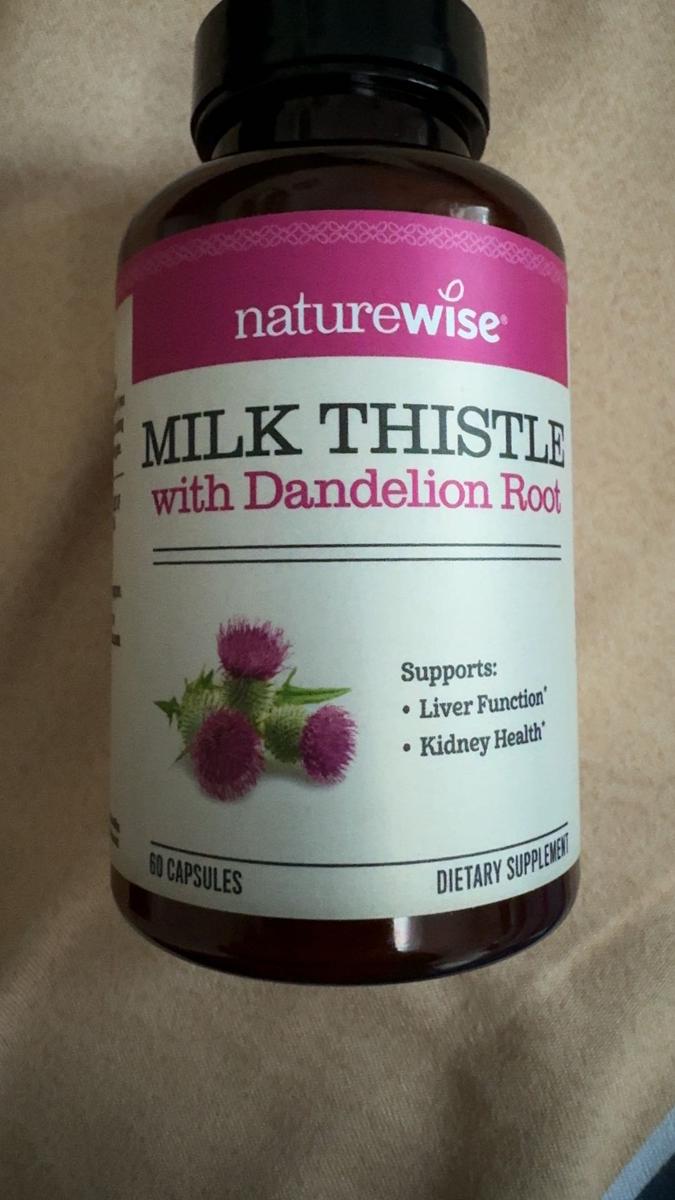 naturewise®
MILK THISTLE
with Dandelion Root
Supports:
• Liver Function*
• Kidney Health*
60 CAPSULES
DIETARY SUPPLEMENT